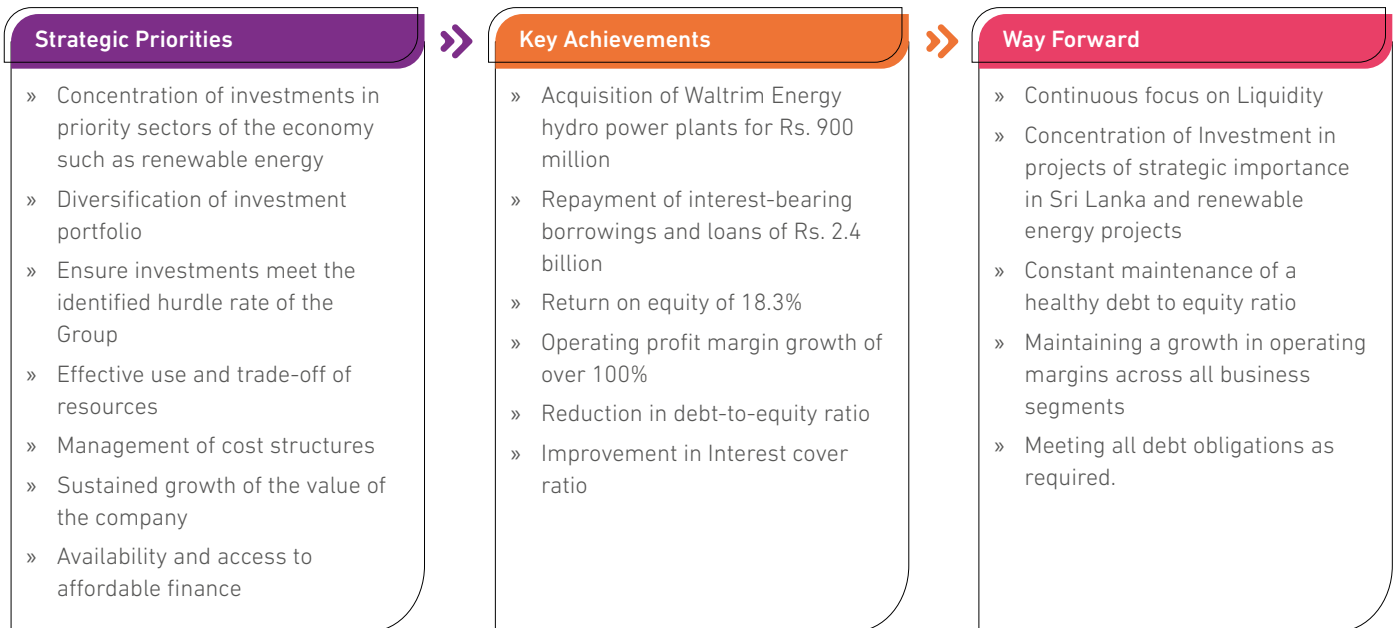 Strategic Priorities
» Concentration of investments in
priority sectors of the economy
such as renewable energy
» Diversification of investment
portfolio
» Ensure investments meet the
identified hurdle rate of the
Group
» Effective use and trade-off of
resources
» Management of cost structures
» Sustained growth of the value of
the company
» Availability and access to
affordable finance
Key Achievements
» Acquisition of Waltrim Energy
hydro power plants for Rs. 900
million
» Repayment of interest-bearing
borrowings and loans of Rs. 2.4
billion
» Return on equity of 18.3%
» Operating profit margin growth of
over 100%
» Reduction in debt-to-equity ratio
» Improvement in Interest cover
ratio
Way Forward
» Continuous focus on Liquidity
» Concentration of Investment in
projects of strategic importance
in Sri Lanka and renewable
energy projects
» Constant maintenance of a
healthy debt to equity ratio
» Maintaining a growth in operating
margins across all business
segments
» Meeting all debt obligations as
required.